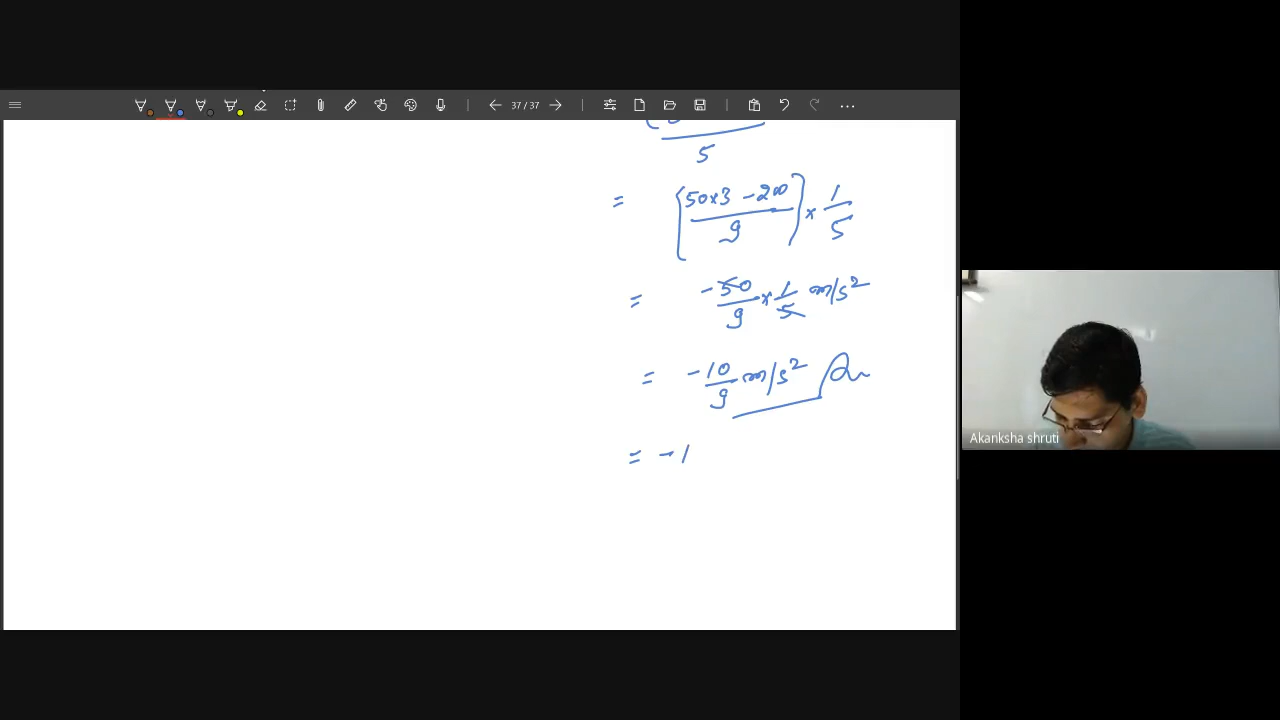 37 / 37
5
= [(50×3 - 200)/9] × 1/5
= -50/9 × 1/5 m/s²
= -10/9 m/s²
= -1
Akanksha shruti